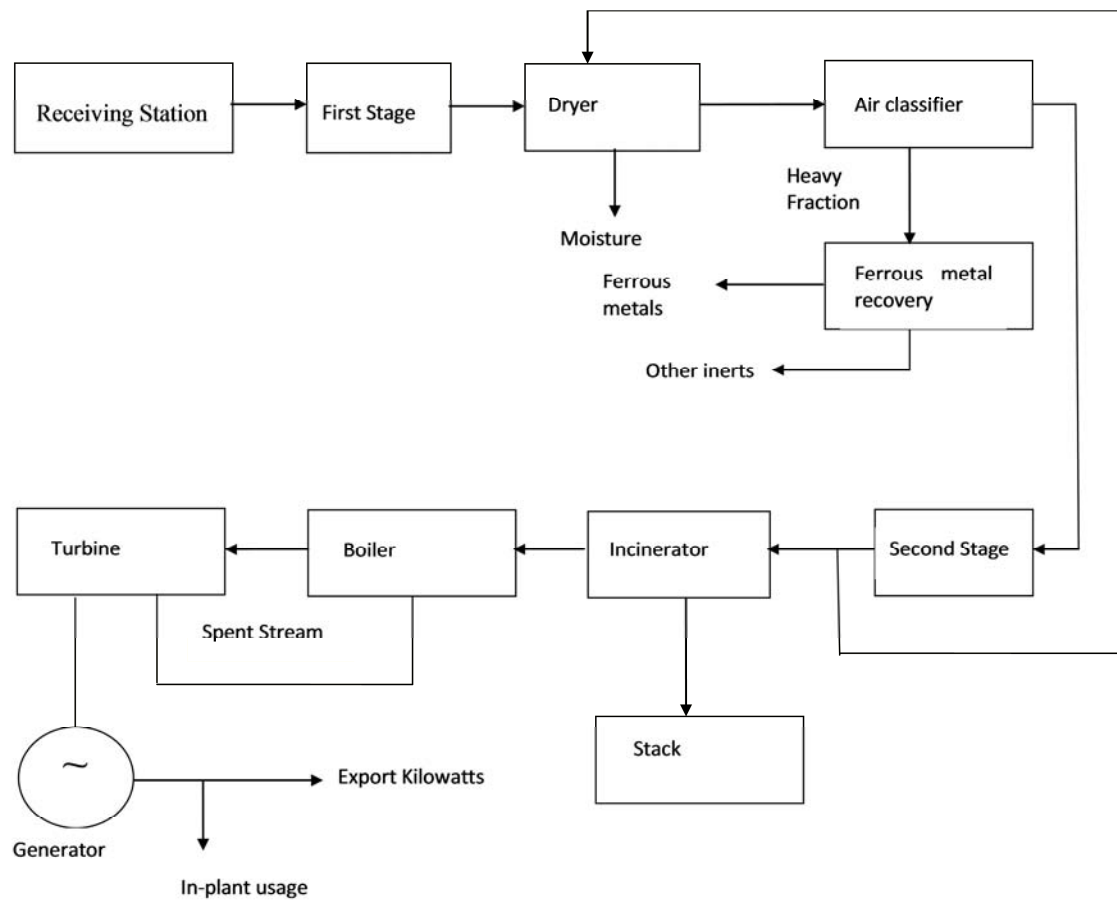 Receiving Station
First Stage
Dryer
Air classifier
Heavy
Fraction
Moisture
Ferrous
metals
Ferrous metal
recovery
Other inerts
Turbine
Boiler
Incinerator
Second Stage
Spent Stream
Stack
~
Export Kilowatts
Generator
In-plant usage